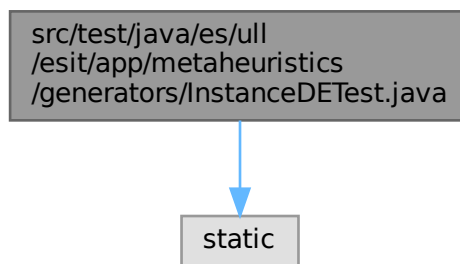 src/test/java/es/ull
/esit/app/metaheuristics
/generators/InstanceDETest.java
static